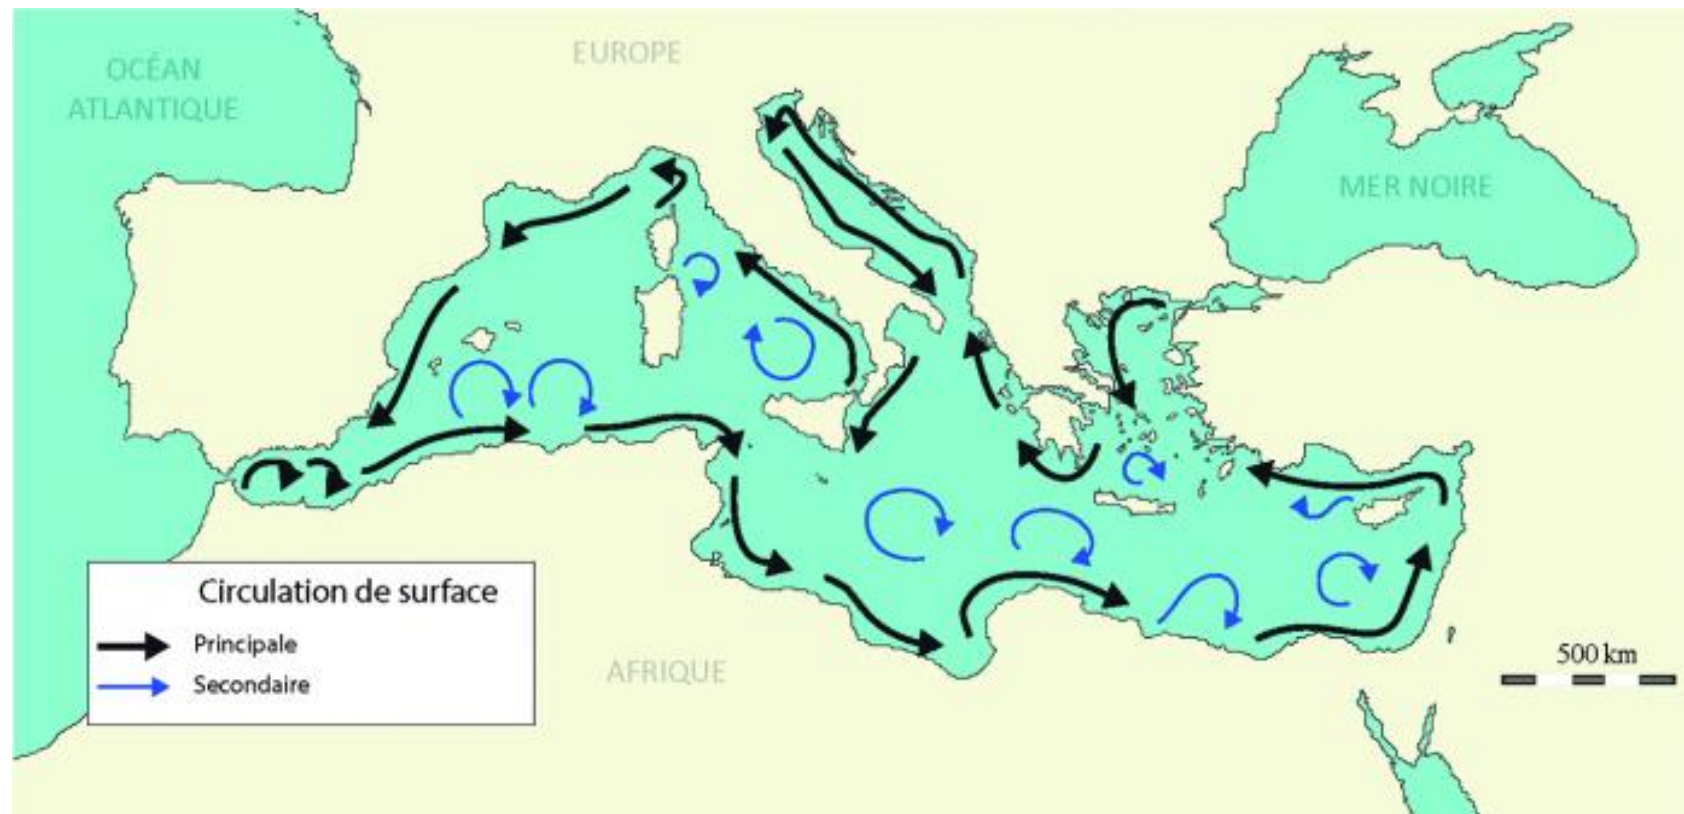 OCÉAN
ATLANTIQUE
EUROPE
MER NOIRE
AFRIQUE
Circulation de surface
Principale
Secondaire
500 km